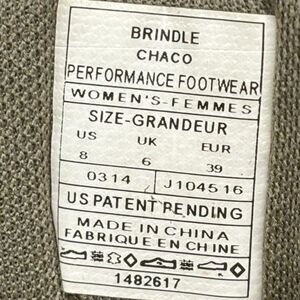 BRINDLE
CHACO
PERFORMANCE FOOTWEAR
WOMEN'S-FEMMES
SIZE-GRANDEUR
US UK EUR
8 6 39
0314 J104516
US PATENT PENDING
MADE IN CHINA
FABRIQUE EN CHINE
1482617